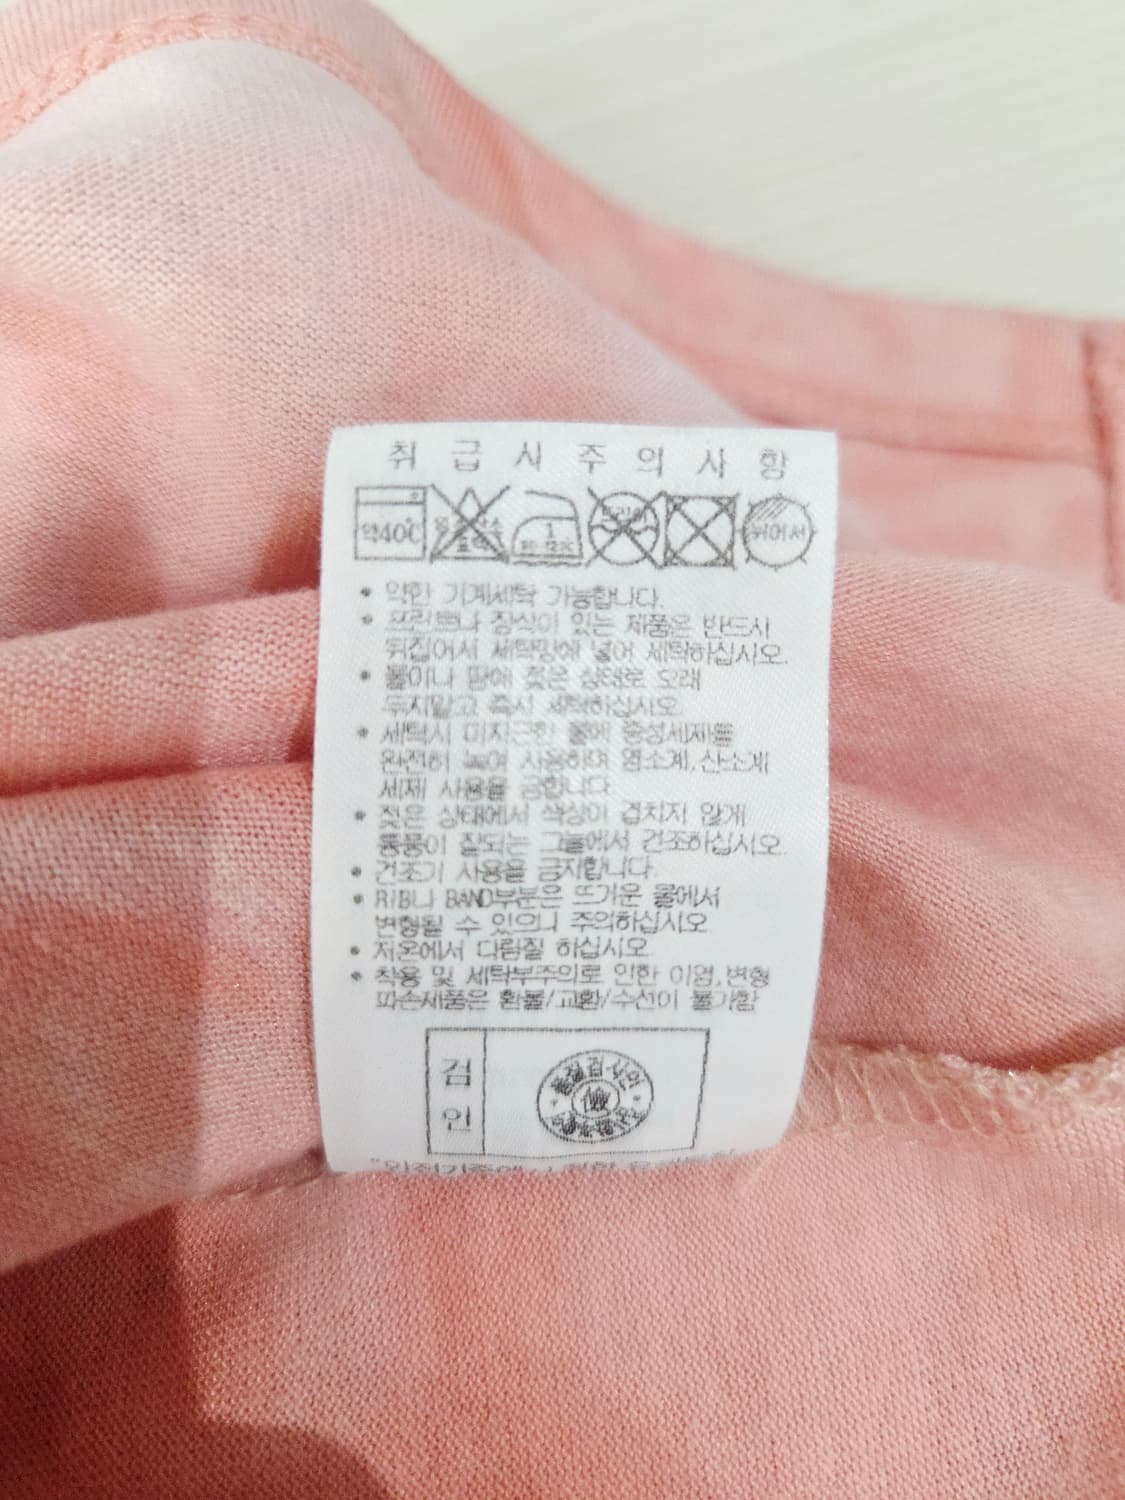 취급시주의사항
약40℃ 1 뉘어서
• 약한 기계세탁 가능합니다.
• 프린트나 장식이 있는 제품은 반드시
뒤집어서 세탁망에 넣어 세탁하십시오.
• 물이나 땀에 젖은 상태로 오래
두지말고 즉시 세탁하십시오
• 세탁시 미지근한 물에 중성세제를
완전히 녹여 사용하며 염소계,산소계
세제 사용을 금합니다
• 젖은 상태에서 색상이 겹치지 않게
통풍이 잘되는 그늘에서 건조하십시오.
• 건조기 사용을 금지합니다.
• RIB나 BAND부분은 뜨거운 물에서
변형될 수 있으니 주의하십시오
• 저온에서 다림질 하십시오
• 착용 및 세탁부주의로 인한 이염,변형
파손제품은 환불/교환/수선이 불가함
검
인